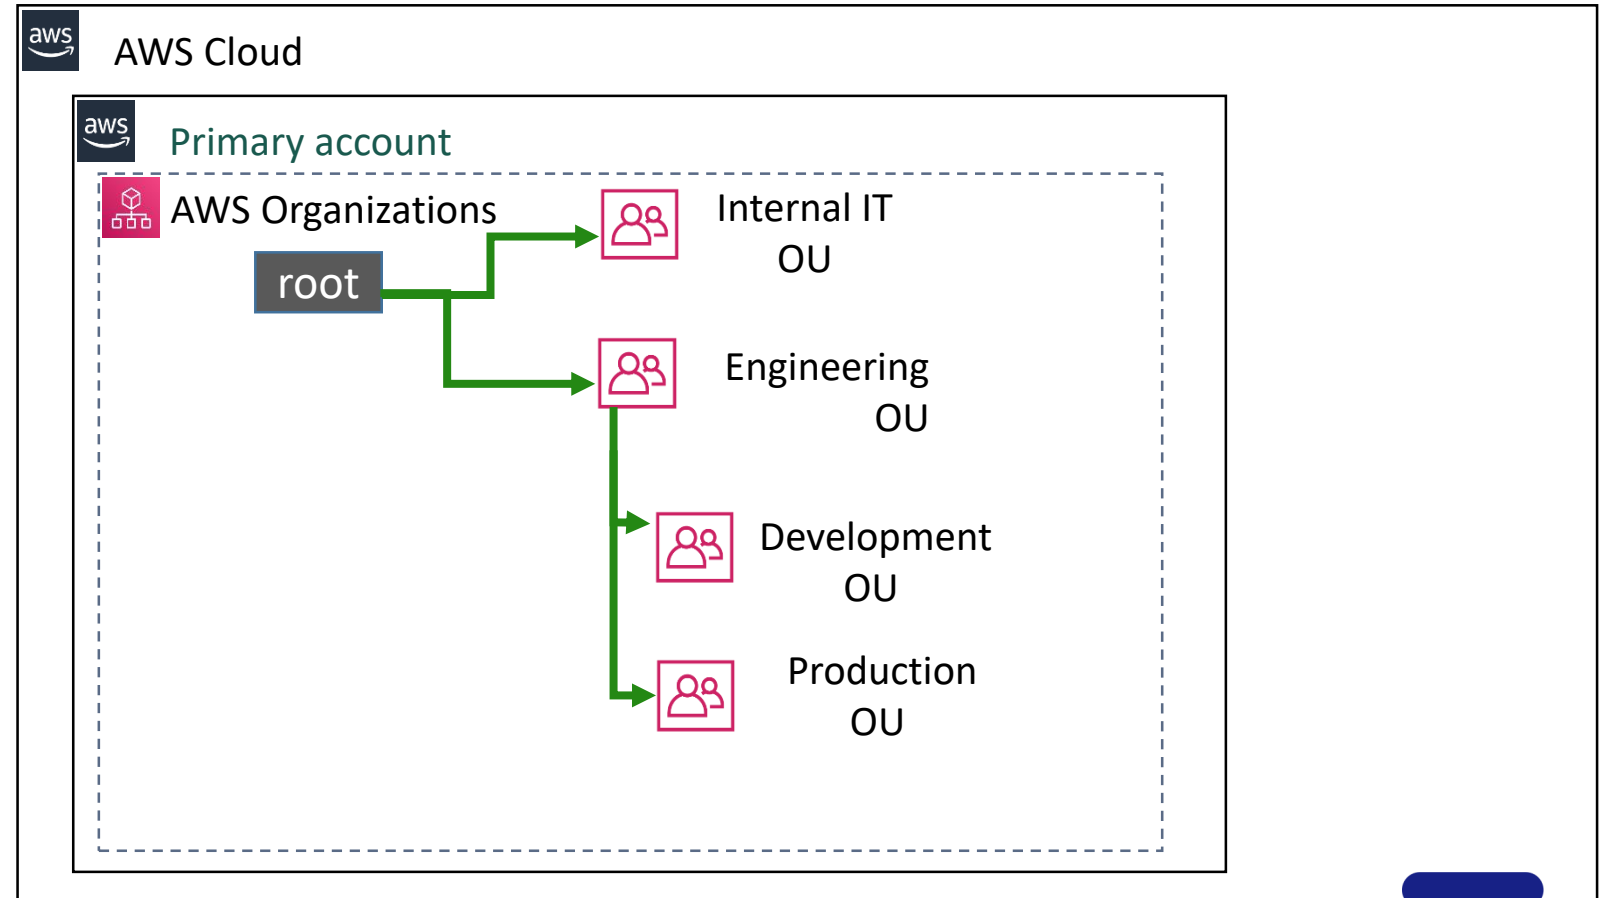 aws
AWS Cloud
aws
Primary account
AWS Organizations
root
Internal IT
OU
Engineering
OU
Development
OU
Production
OU